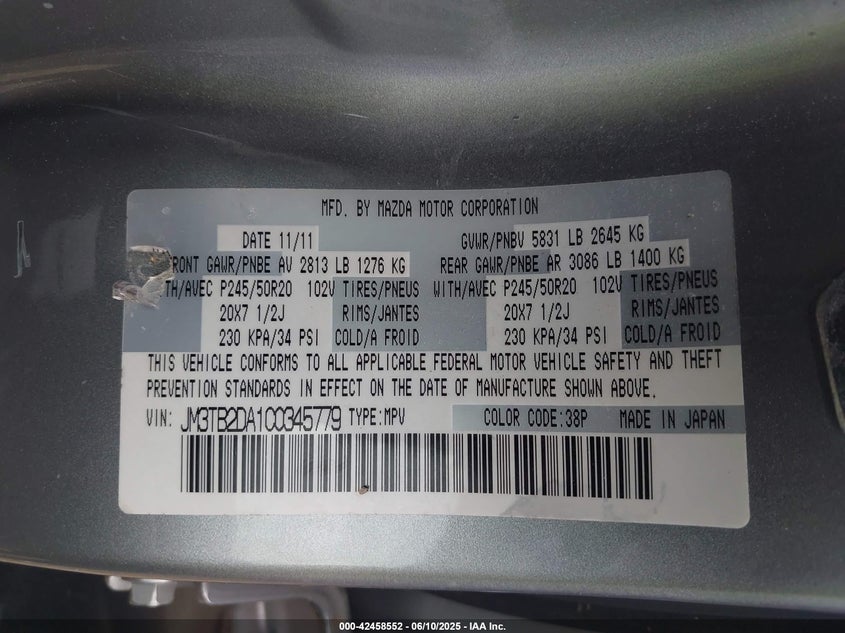 MFD. BY MAZDA MOTOR CORPORATION
DATE 11/11 GVWR/PNBV 5831 LB 2645 KG
FRONT GAWR/PNBE AV 2813 LB 1276 KG REAR GAWR/PNBE AR 3086 LB 1400 KG
TH/AVEC P245/50R20 102V TIRES/PNEUS WITH/AVEC P245/50R20 102V TIRES/PNEUS
20X7 1/2J RIMS/JANTES 20X7 1/2J RIMS/JANTES
230 KPA/34 PSI COLD/A FROID 230 KPA/34 PSI COLD/A FROID
THIS VEHICLE CONFORMS TO ALL APPLICABLE FEDERAL MOTOR VEHICLE SAFETY AND THEFT
PREVENTION STANDARDS IN EFFECT ON THE DATE OF MANUFACTURE SHOWN ABOVE.
VIN: JM3TB2DA1C0345779 TYPE:MPV COLOR CODE:38P MADE IN JAPAN
000-42458552 - 06/10/2025 - IAA Inc.